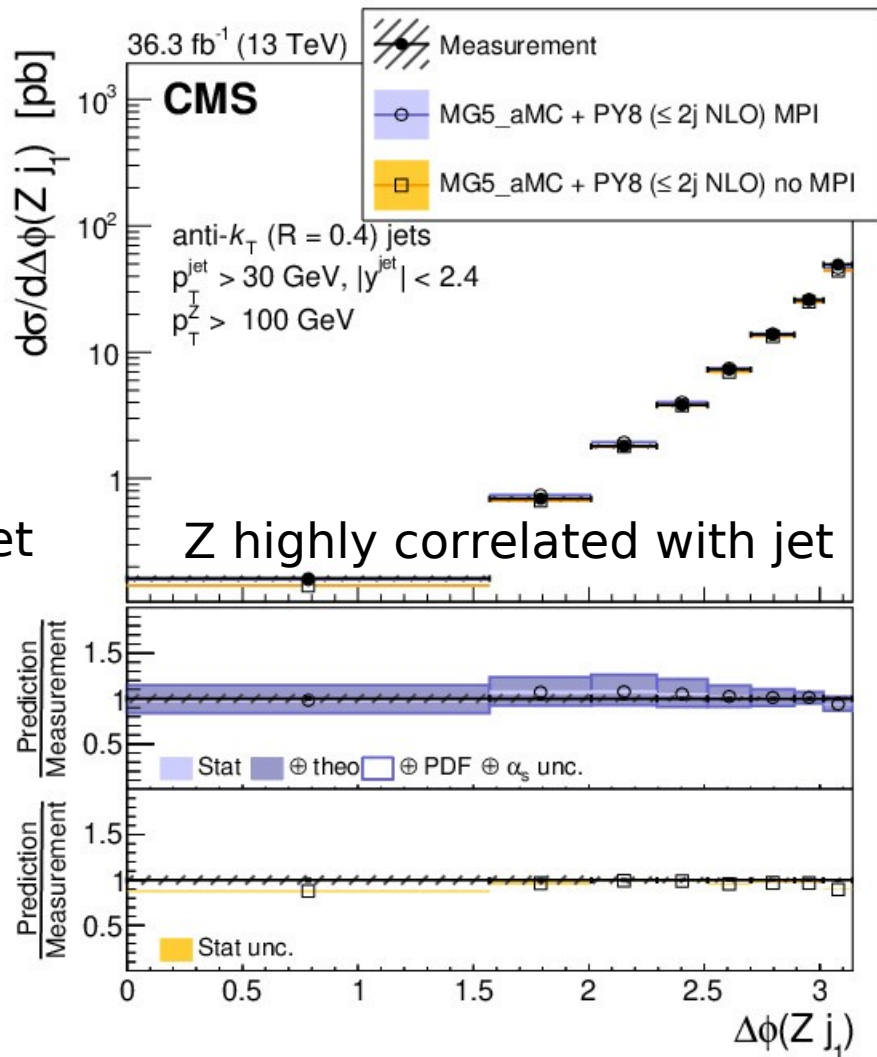 36.3 fb⁻¹ (13 TeV)
Measurement
MG5_aMC + PY8 (≤ 2j NLO) MPI
MG5_aMC + PY8 (≤ 2j NLO) no MPI
CMS
anti-k_T (R = 0.4) jets
p_T^jet > 30 GeV, |y^jet| < 2.4
p_T^Z > 100 GeV
dσ/dΔϕ(Z j₁) [pb]
10³
10²
10
1
et
Z highly correlated with jet
Prediction
Measurement
1.5
1
0.5
Stat ⊕ theo ⊕ PDF ⊕ α_s unc.
Prediction
Measurement
1.5
1
0.5
Stat unc.
0 0.5 1 1.5 2 2.5 3
Δϕ(Z j₁)